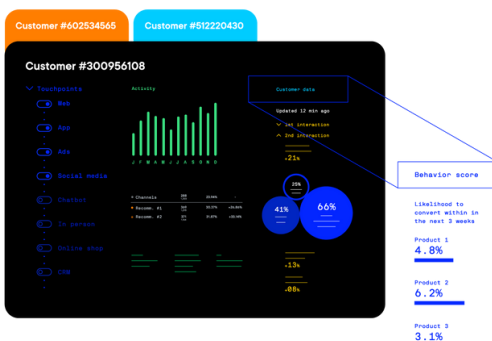 Customer #602534565
Customer #512220430
Customer #300956108
Touchpoints
Web
App
Ads
Social media
Chatbot
In person
Online shop
CRM
Activity
J F M A M J J A S O N D
Channels
Recomm. #1
Recomm. #2
Customer data
Updated 12 min ago
1st interaction
2nd interaction
+21%
25%
41%
66%
+13%
+08%
Behavior score
Likelihood to
convert within in
the next 3 weeks
Product 1
4.8%
Product 2
6.2%
Product 3
3.1%